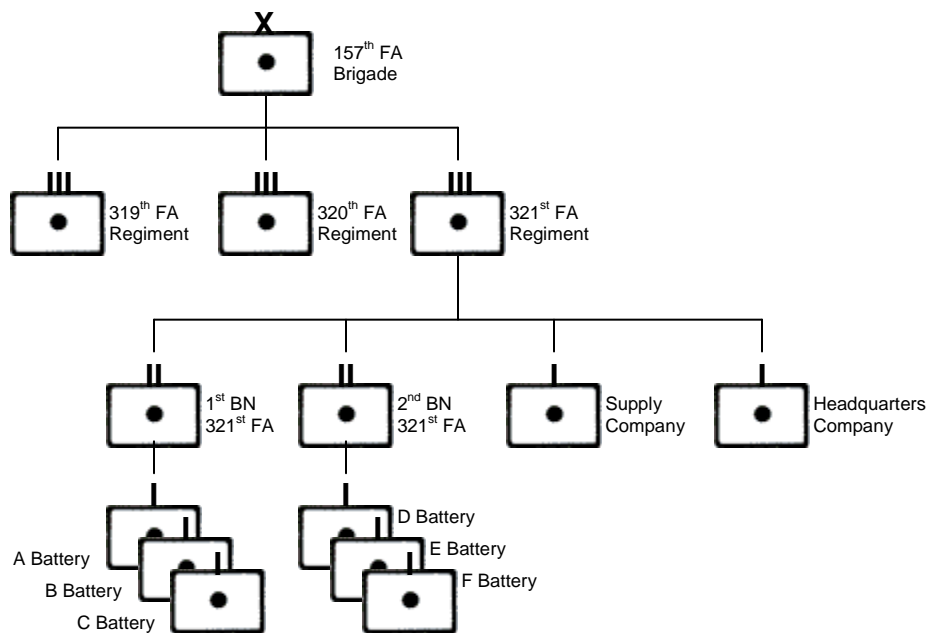 X
157th FA
Brigade
III
319th FA
Regiment
III
320th FA
Regiment
III
321st FA
Regiment
II
1st BN
321st FA
II
2nd BN
321st FA
I
Supply
Company
I
Headquarters
Company
I
A Battery
I
B Battery
I
C Battery
I
D Battery
I
E Battery
I
F Battery